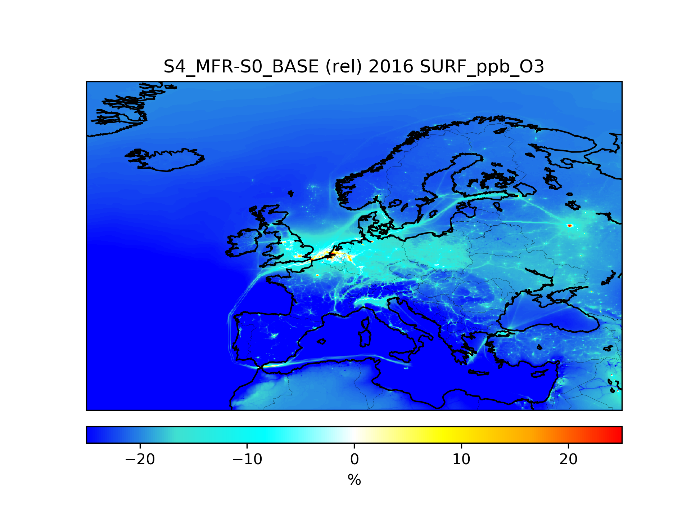 S4_MFR-S0_BASE (rel) 2016 SURF_ppb_O3
−20 −10 0 10 20
%